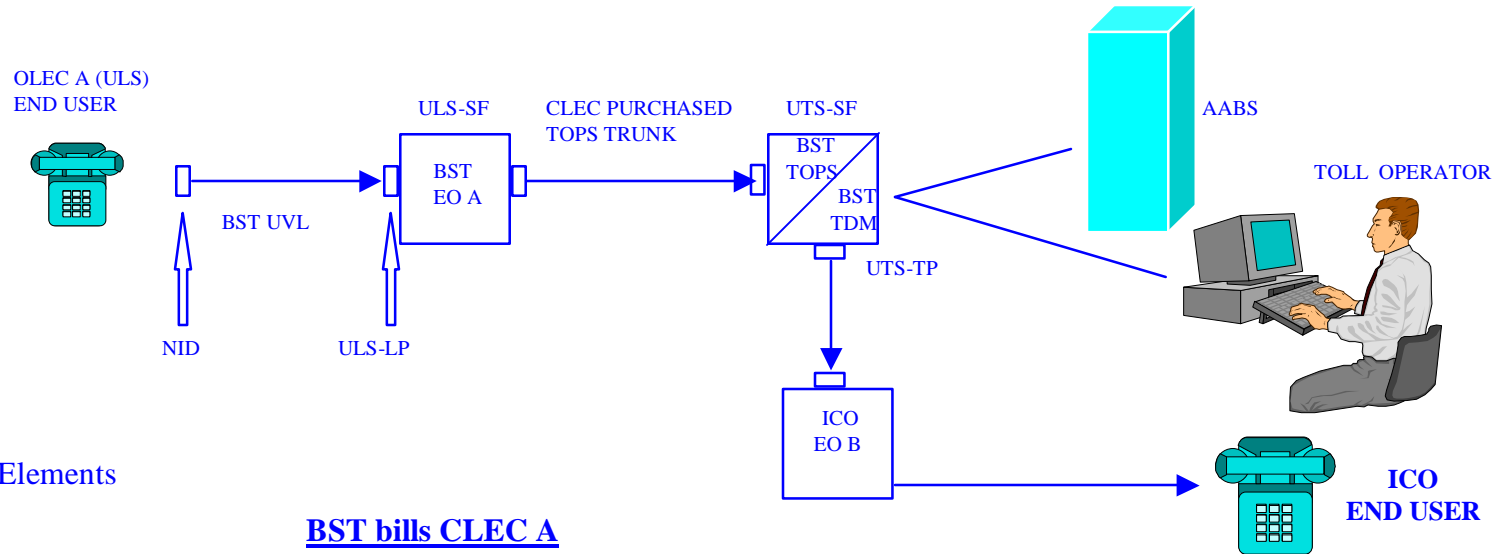 OLEC A (ULS)
END USER
ULS-SF
CLEC PURCHASED
TOPS TRUNK
UTS-SF
AABS
BST
TOPS
BST
TDM
BST
EO A
BST UVL
TOLL OPERATOR
UTS-TP
NID
ULS-LP
ICO
EO B
ICO
END USER
Elements
BST bills CLEC A